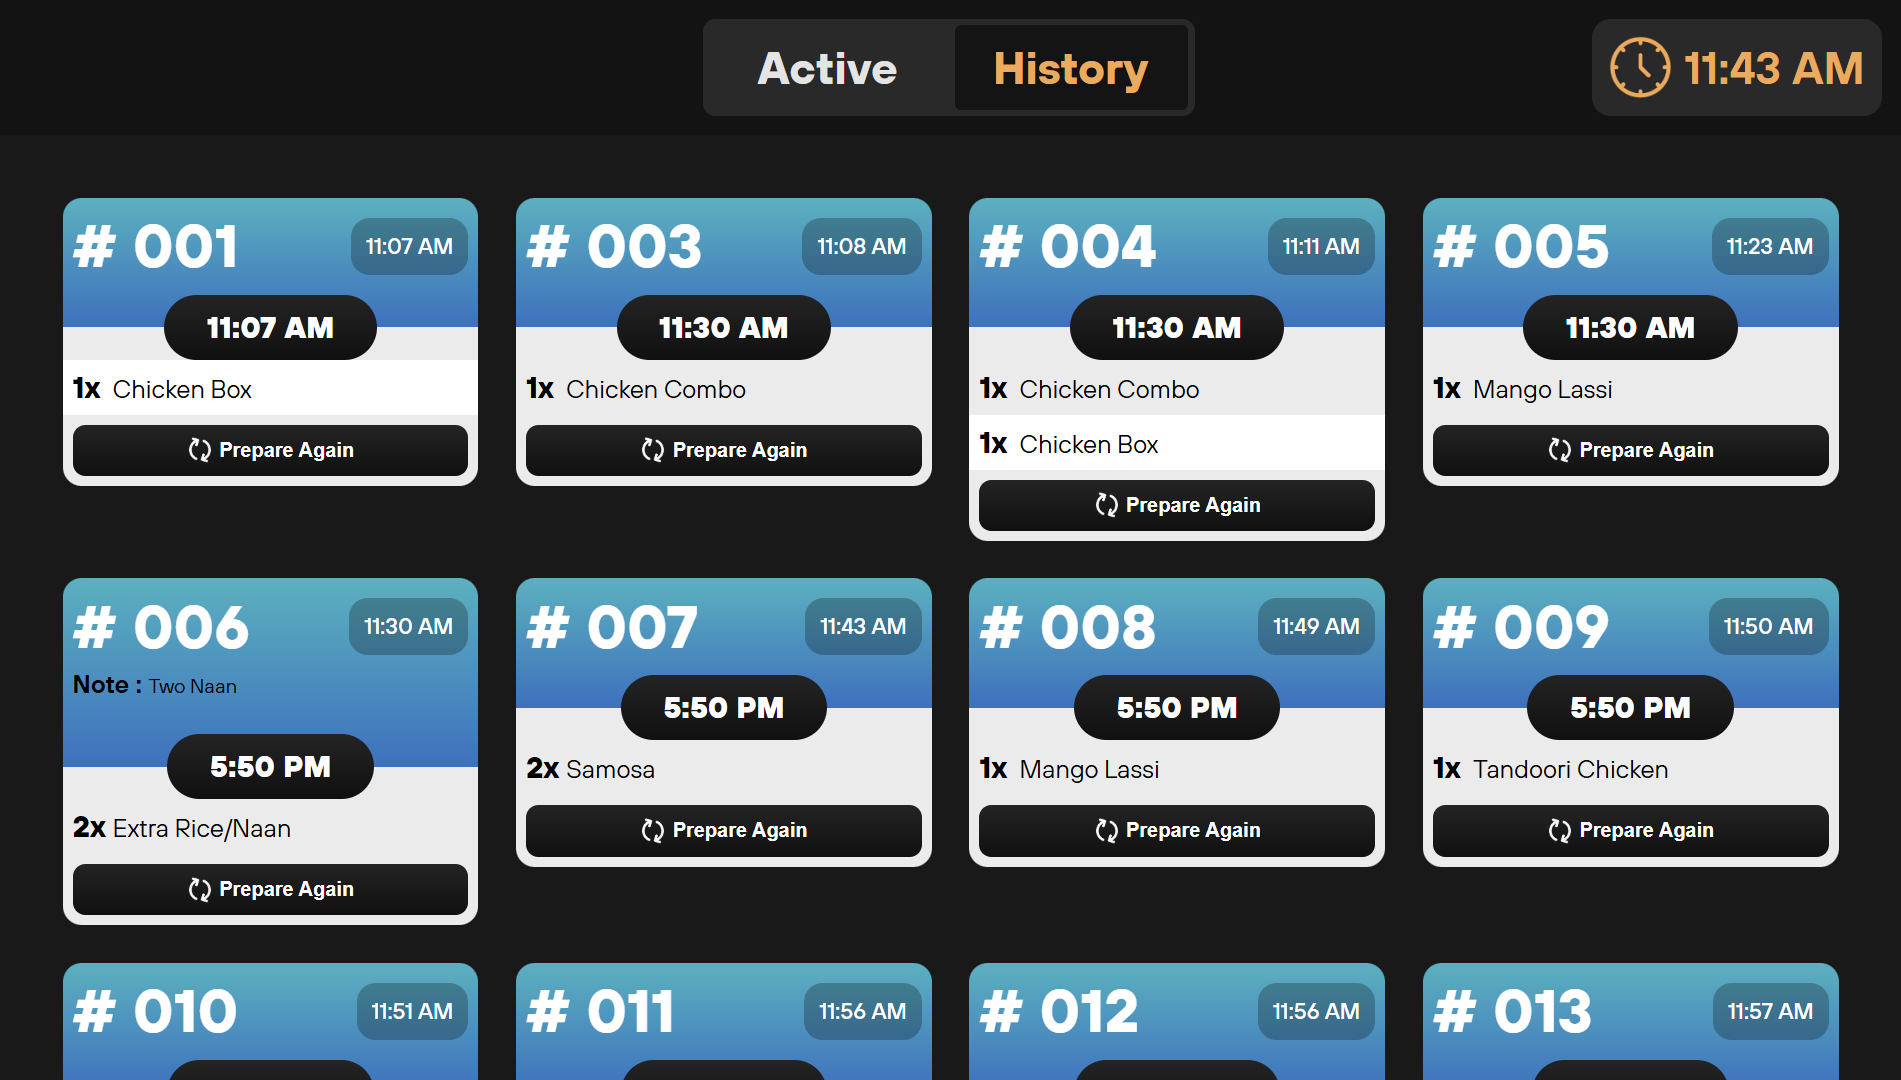 Active History 11:43 AM
# 001 11:07 AM
11:07 AM
1x Chicken Box
Prepare Again
# 003 11:08 AM
11:30 AM
1x Chicken Combo
Prepare Again
# 004 11:11 AM
11:30 AM
1x Chicken Combo
1x Chicken Box
Prepare Again
# 005 11:23 AM
11:30 AM
1x Mango Lassi
Prepare Again
# 006 11:30 AM
Note : Two Naan
5:50 PM
2x Extra Rice/Naan
Prepare Again
# 007 11:43 AM
5:50 PM
2x Samosa
Prepare Again
# 008 11:49 AM
5:50 PM
1x Mango Lassi
Prepare Again
# 009 11:50 AM
5:50 PM
1x Tandoori Chicken
Prepare Again
# 010 11:51 AM
# 011 11:56 AM
# 012 11:56 AM
# 013 11:57 AM